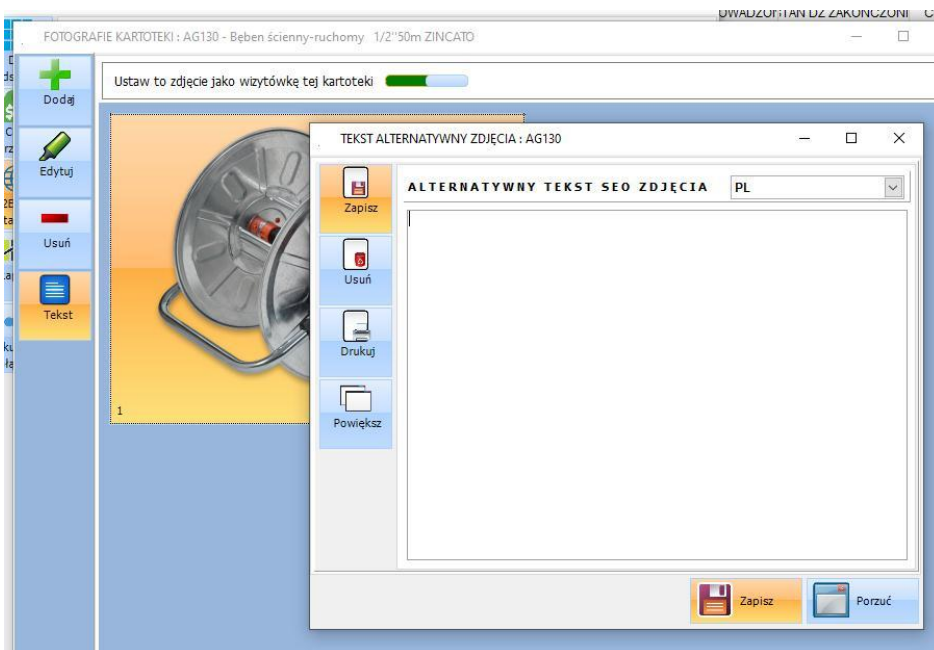 FOTOGRAFIE KARTOTEKI : AG130 - Bęben ścienny-ruchomy 1/2''50m ZINCATO
Dodaj
Edytuj
Usuń
Tekst
Ustaw to zdjęcie jako wizytówkę tej kartoteki
1
TEKST ALTERNATYWNY ZDJĘCIA : AG130
Zapisz
Usuń
Drukuj
Powiększ
ALTERNATYWNY TEKST SEO ZDJĘCIA PL
Zapisz Porzuć